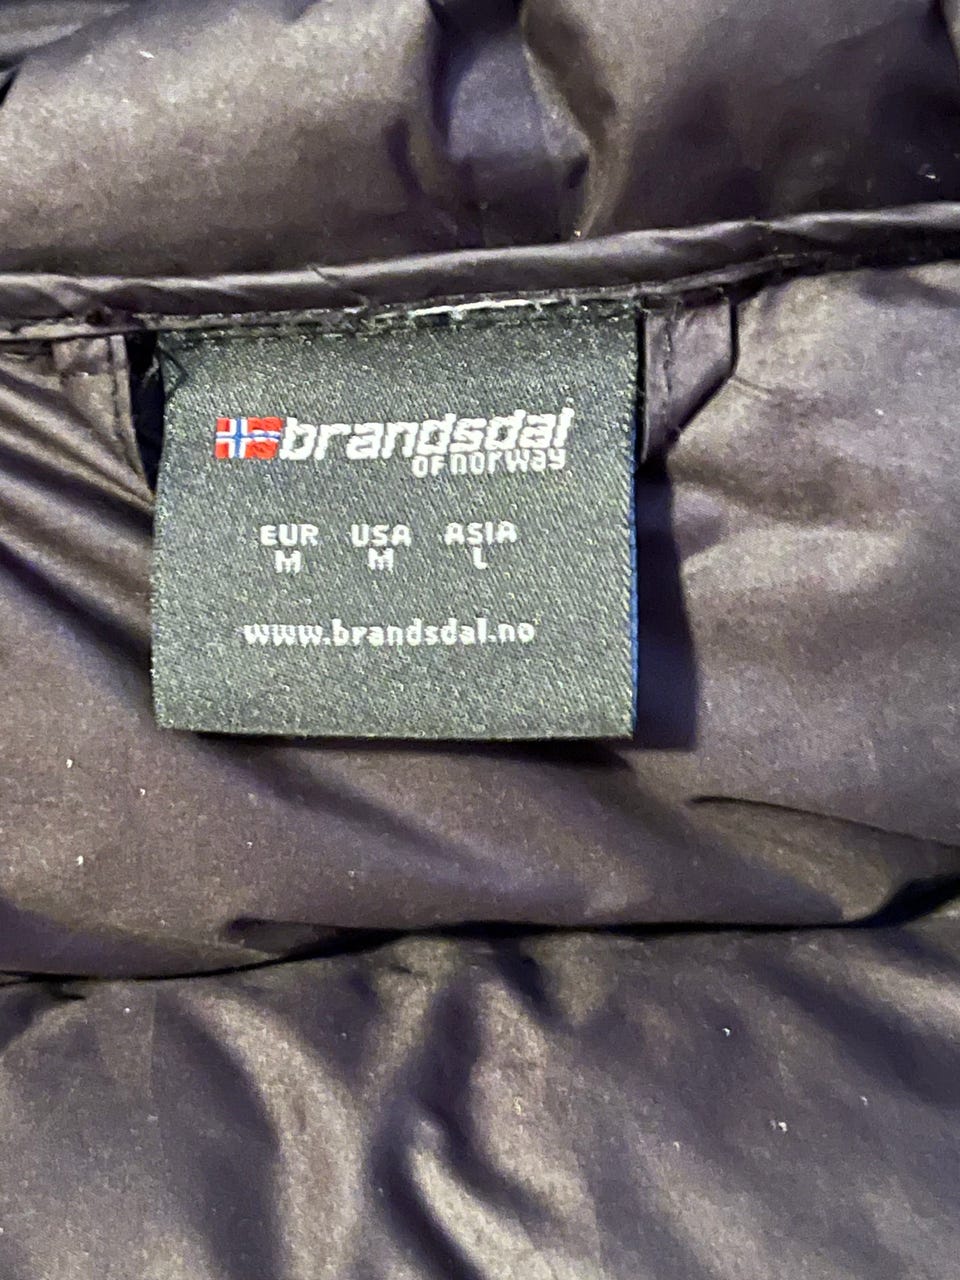 brandsdal
OF norway
EUR USA ASIA
M M L
www.brandsdal.no